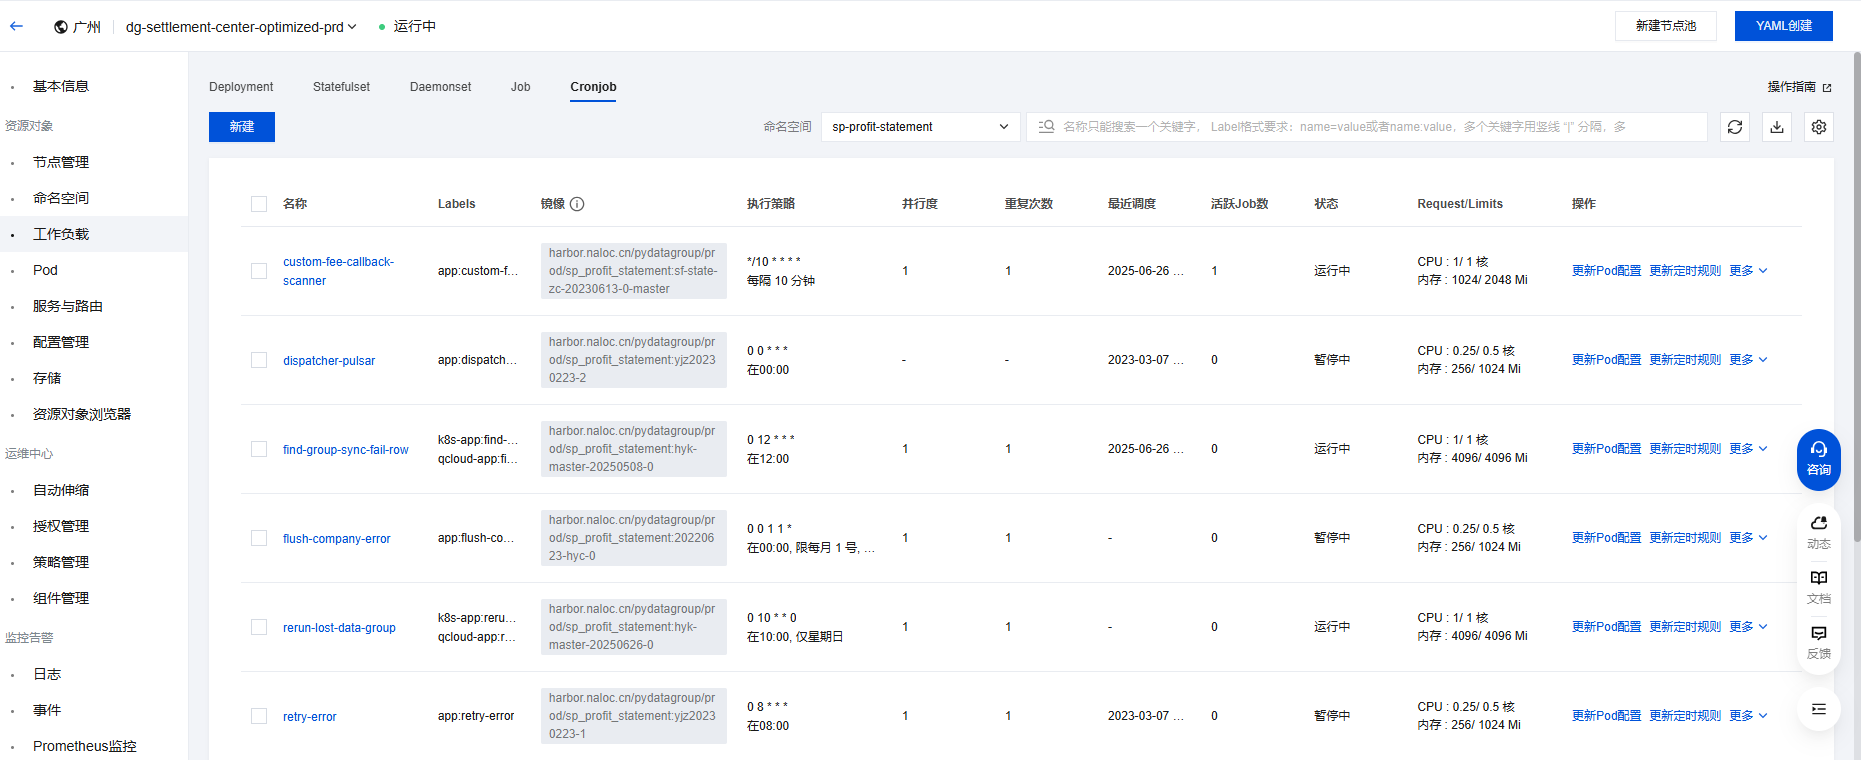 广州 dg-settlement-center-optimized-prd 运行中 新建节点池 YAML创建
基本信息
资源对象
节点管理
命名空间
工作负载
Pod
服务与路由
配置管理
存储
资源对象浏览器
运维中心
自动伸缩
授权管理
策略管理
组件管理
监控告警
日志
事件
Prometheus监控
Deployment Statefulset Daemonset Job Cronjob 操作指南
新建 命名空间 sp-profit-statement 名称只能搜索一个关键字， Label格式要求：name=value或者name:value，多个关键字用竖线 “|” 分隔，多
名称 Labels 镜像 执行策略 并行度 重复次数 最近调度 活跃Job数 状态 Request/Limits 操作
custom-fee-callback-
scanner
app:custom-f...
harbor.naloc.cn/pydatagroup/pr
od/sp_profit_statement:sf-state-
zc-20230613-0-master
*/10 * * * *
每隔 10 分钟
1 1 2025-06-26 ... 1 运行中
CPU : 1/ 1 核
内存 : 1024/ 2048 Mi
更新Pod配置 更新定时规则 更多
dispatcher-pulsar
app:dispatch...
harbor.naloc.cn/pydatagroup/pr
od/sp_profit_statement:yjz2023
0223-2
0 0 * * *
在00:00
- - 2023-03-07 ... 0 暂停中
CPU : 0.25/ 0.5 核
内存 : 256/ 1024 Mi
更新Pod配置 更新定时规则 更多
find-group-sync-fail-row
k8s-app:find-...
qcloud-app:fi...
harbor.naloc.cn/pydatagroup/pr
od/sp_profit_statement:hyk-
master-20250508-0
0 12 * * *
在12:00
1 1 2025-06-26 ... 0 运行中
CPU : 1/ 1 核
内存 : 4096/ 4096 Mi
更新Pod配置 更新定时规则 更多
flush-company-error
app:flush-co...
harbor.naloc.cn/pydatagroup/pr
od/sp_profit_statement:202206
23-hyc-0
0 0 1 1 *
在00:00, 限每月 1 号, ...
1 1 - 0 暂停中
CPU : 0.25/ 0.5 核
内存 : 256/ 1024 Mi
更新Pod配置 更新定时规则 更多
rerun-lost-data-group
k8s-app:reru...
qcloud-app:r...
harbor.naloc.cn/pydatagroup/pr
od/sp_profit_statement:hyk-
master-20250626-0
0 10 * * 0
在10:00, 仅星期日
1 1 - 0 运行中
CPU : 1/ 1 核
内存 : 4096/ 4096 Mi
更新Pod配置 更新定时规则 更多
retry-error
app:retry-error
harbor.naloc.cn/pydatagroup/pr
od/sp_profit_statement:yjz2023
0223-1
0 8 * * *
在08:00
1 1 2023-03-07 ... 0 暂停中
CPU : 0.25/ 0.5 核
内存 : 256/ 1024 Mi
更新Pod配置 更新定时规则 更多
咨询
动态
文档
反馈